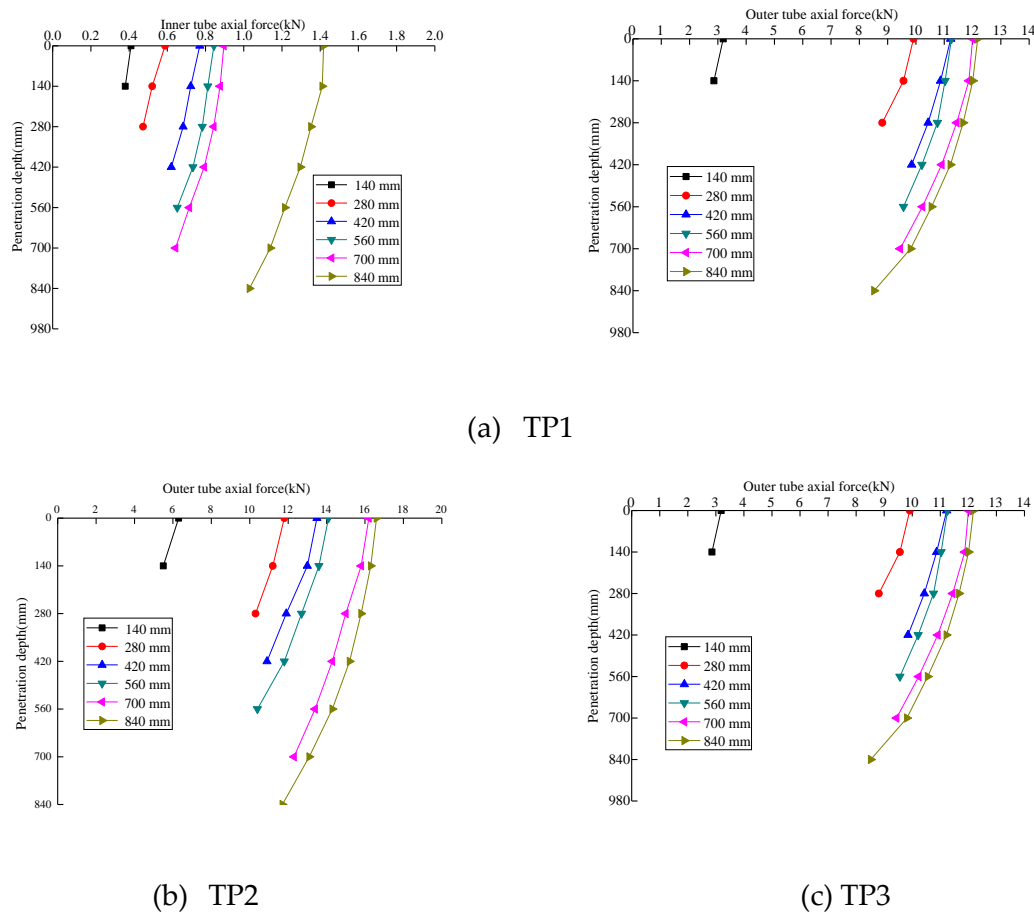 Inner tube axial force(kN)
0.0 0.2 0.4 0.6 0.8 1.0 1.2 1.4 1.6 1.8 2.0
Penetration depth(mm)
0
140
280
420
560
700
840
980
140 mm
280 mm
420 mm
560 mm
700 mm
840 mm
Outer tube axial force(kN)
0 1 2 3 4 5 6 7 8 9 10 11 12 13 14
Penetration depth(mm)
0
140
280
420
560
700
840
980
140 mm
280 mm
420 mm
560 mm
700 mm
840 mm
(a) TP1
Outer tube axial force(kN)
0 2 4 6 8 10 12 14 16 18 20
Penetration depth(mm)
0
140
280
420
560
700
840
140 mm
280 mm
420 mm
560 mm
700 mm
840 mm
Outer tube axial force(kN)
0 1 2 3 4 5 6 7 8 9 10 11 12 13 14
Penetration depth(mm)
0
140
280
420
560
700
840
980
140 mm
280 mm
420 mm
560 mm
700 mm
840 mm
(b) TP2
(c) TP3